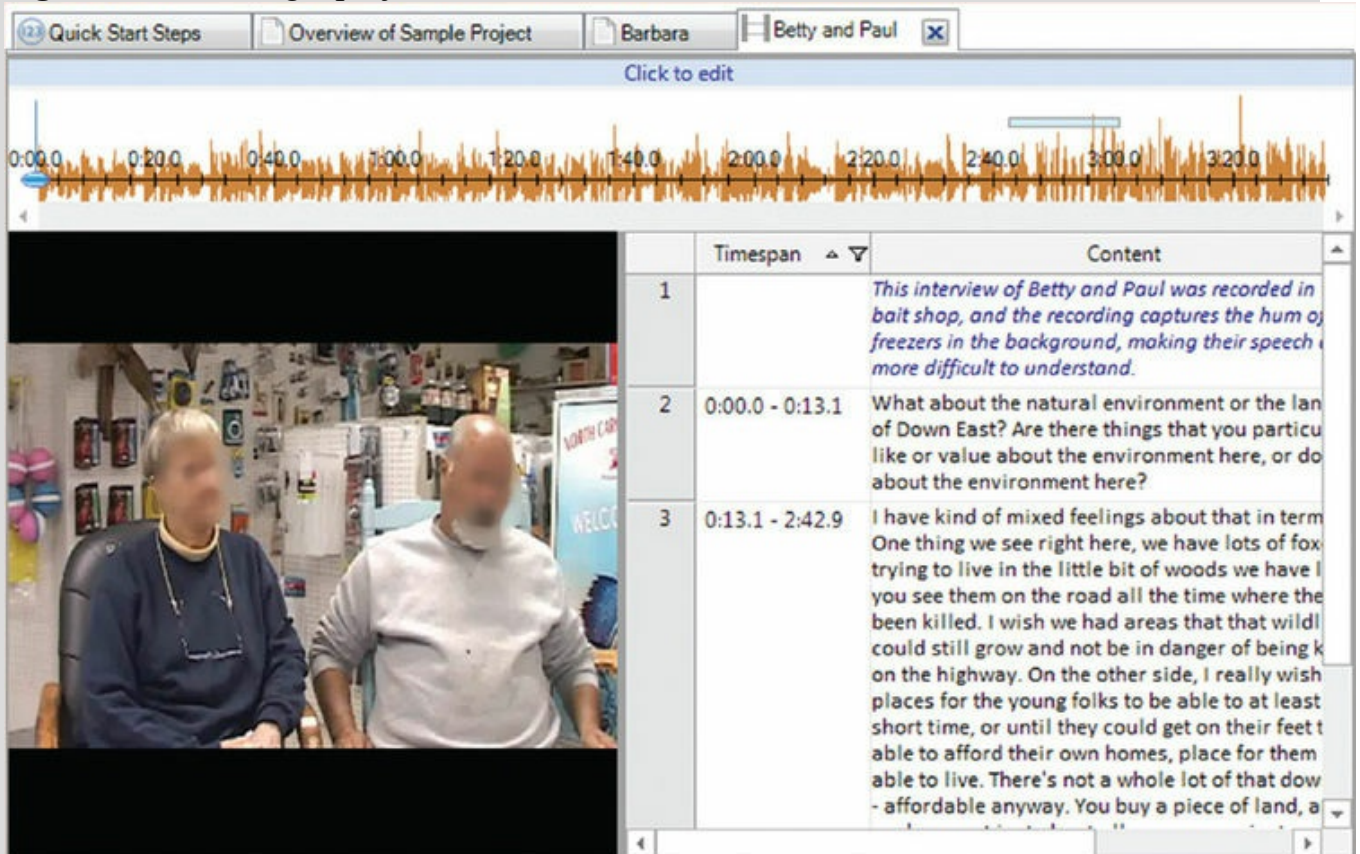 Quick Start Steps Overview of Sample Project Barbara Betty and Paul
Click to edit
0:00.0 0:20.0 0:40.0 1:00.0 1:20.0 1:40.0 2:00.0 2:20.0 2:40.0 3:00.0 3:20.0
Timespan Content
1 This interview of Betty and Paul was recorded in
bait shop, and the recording captures the hum of
freezers in the background, making their speech
more difficult to understand.
2 0:00.0 - 0:13.1 What about the natural environment or the lan
of Down East? Are there things that you particu
like or value about the environment here, or do
about the environment here?
3 0:13.1 - 2:42.9 I have kind of mixed feelings about that in term
One thing we see right here, we have lots of fox
trying to live in the little bit of woods we have l
you see them on the road all the time where the
been killed. I wish we had areas that that wildl
could still grow and not be in danger of being k
on the highway. On the other side, I really wish
places for the young folks to be able to at least
short time, or until they could get on their feet t
able to afford their own homes, place for them
able to live. There's not a whole lot of that dow
- affordable anyway. You buy a piece of land, a
NORTH CAR
WELCO